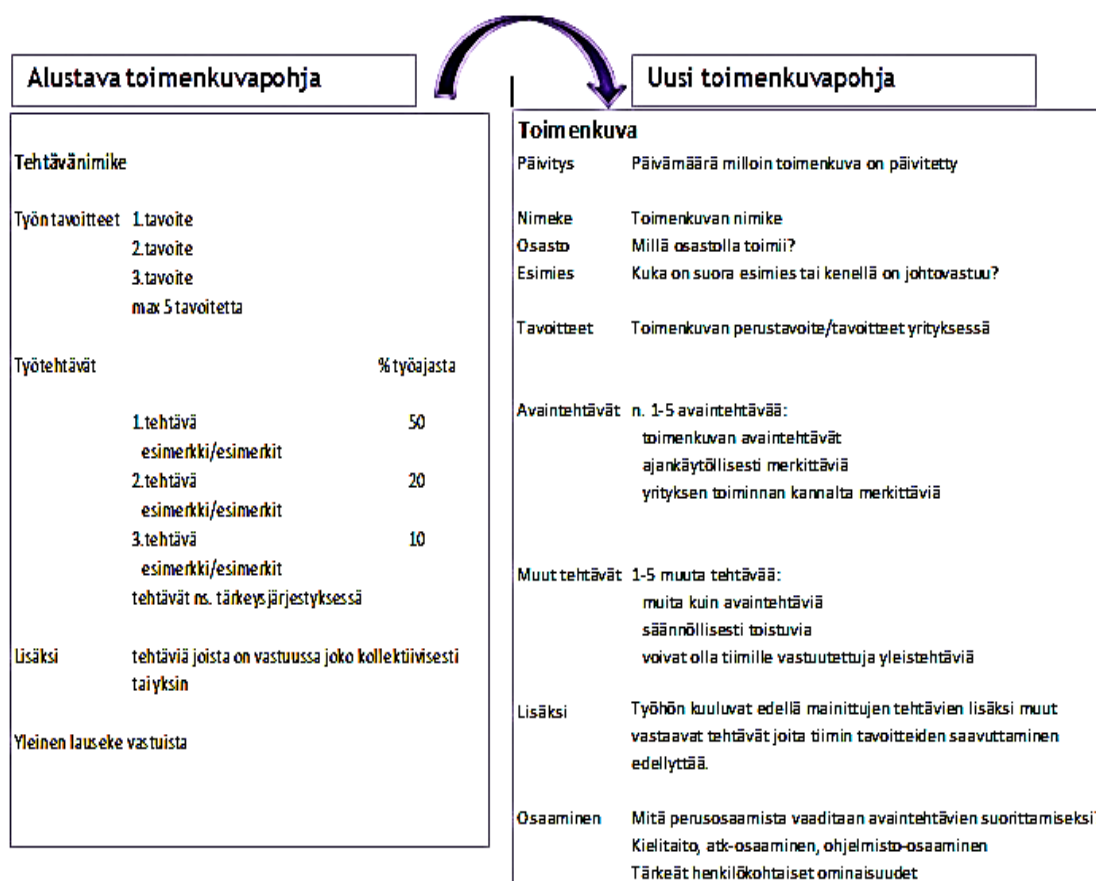 Alustava toimenkuvapohja
Tehtävänimike
Työn tavoitteet 1.tavoite
2.tavoite
3.tavoite
max 5 tavoitetta
Työtehtävät % työajasta
1.tehtävä 50
esimerkki/esimerkit
2.tehtävä 20
esimerkki/esimerkit
3.tehtävä 10
esimerkki/esimerkit
tehtävät ns. tärkeysjärjestyksessä
Lisäksi tehtäviä joista on vastuussa joko kollektiivisesti
tai yksin
Yleinen lauseke vastuista
Uusi toimenkuvapohja
Toimenkuva
Päivitys Päivämäärä milloin toimenkuva on päivitetty
Nimeke Toimenkuvan nimike
Osasto Millä osastolla toimii?
Esimies Kuka on suora esimies tai kenellä on johtovastuu?
Tavoitteet Toimenkuvan perustavoite/tavoitteet yrityksessä
Avaintehtävät n. 1-5 avaintehtävää:
toimenkuvan avaintehtävät
ajankäytöllisesti merkittäviä
yrityksen toiminnan kannalta merkittäviä
Muut tehtävät 1-5 muuta tehtävää:
muita kuin avaintehtäviä
säännöllisesti toistuvia
voivat olla tiimille vastuutettuja yleistehtäviä
Lisäksi Työhön kuuluvat edellä mainittujen tehtävien lisäksi muut
vastaavat tehtävät joita tiimin tavoitteiden saavuttaminen
edellyttää.
Osaaminen Mitä perusosaamista vaaditaan avaintehtävien suorittamiseksi?
Kielitaito, atk-osaaminen, ohjelmisto-osaaminen
Tärkeät henkilökohtaiset ominaisuudet